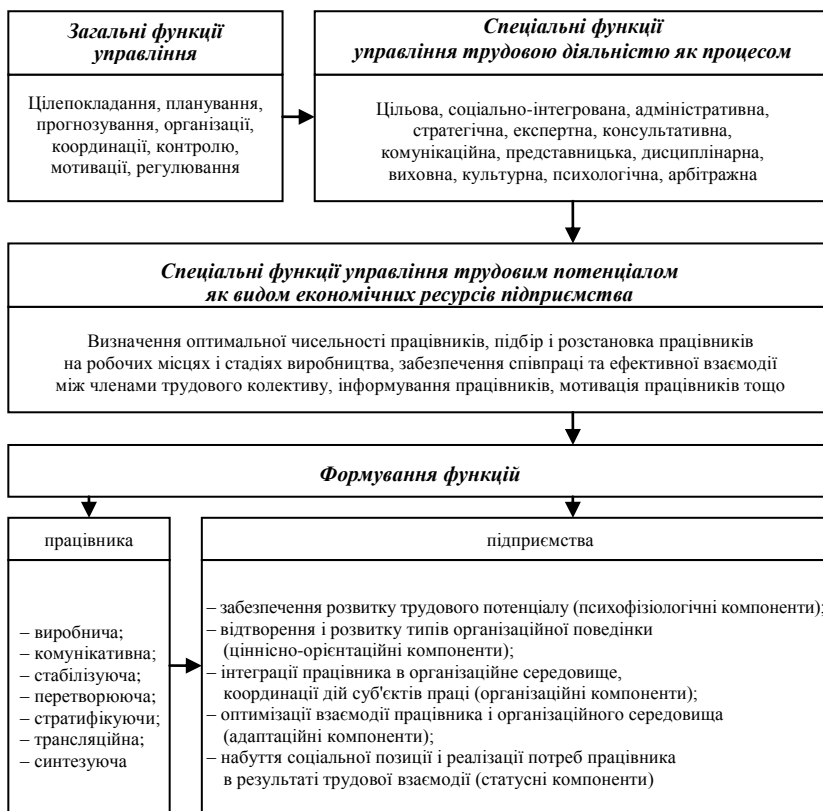 Загальні функції
управління
Цілепокладання, планування,
прогнозування, організації,
координації, контролю,
мотивації, регулювання
Спеціальні функції
управління трудовою діяльністю як процесом
Цільова, соціально-інтегрована, адміністративна,
стратегічна, експертна, консультативна,
комунікаційна, представницька, дисциплінарна,
виховна, культурна, психологічна, арбітражна
Спеціальні функції управління трудовим потенціалом
як видом економічних ресурсів підприємства
Визначення оптимальної чисельності працівників, підбір і розстановка працівників
на робочих місцях і стадіях виробництва, забезпечення співпраці та ефективної взаємодії
між членами трудового колективу, інформування працівників, мотивація працівників тощо
Формування функцій
працівника
– виробнича;
– комунікативна;
– стабілізуюча;
– перетворююча;
– стратифікуючи;
– трансляційна;
– синтезуюча
підприємства
– забезпечення розвитку трудового потенціалу (психофізіологічні компоненти);
– відтворення і розвитку типів організаційної поведінки
(ціннісно-орієнтаційні компоненти);
– інтеграції працівника в організаційне середовище,
координації дій суб'єктів праці (організаційні компоненти);
– оптимізації взаємодії працівника і організаційного середовища
(адаптаційні компоненти);
– набуття соціальної позиції і реалізації потреб працівника
в результаті трудової взаємодії (статусні компоненти)